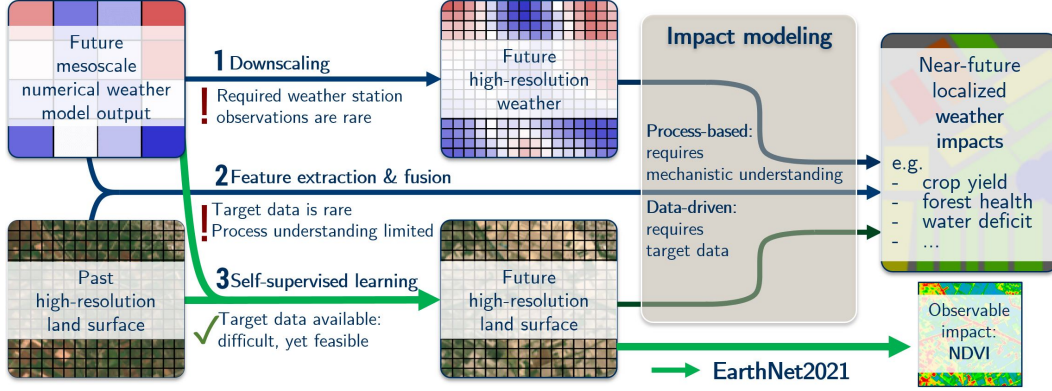 Future
mesoscale
numerical weather
model output
1 Downscaling
! Required weather station
observations are rare
Future
high-resolution
weather
Impact modeling
Process-based:
requires
mechanistic understanding
Data-driven:
requires
target data
Near-future
localized
weather
impacts
e.g.
- crop yield
- forest health
- water deficit
- ...
2 Feature extraction & fusion
! Target data is rare
Process understanding limited
Past
high-resolution
land surface
3 Self-supervised learning
✓ Target data available:
difficult, yet feasible
Future
high-resolution
land surface
Observable
impact:
NDVI
EarthNet2021